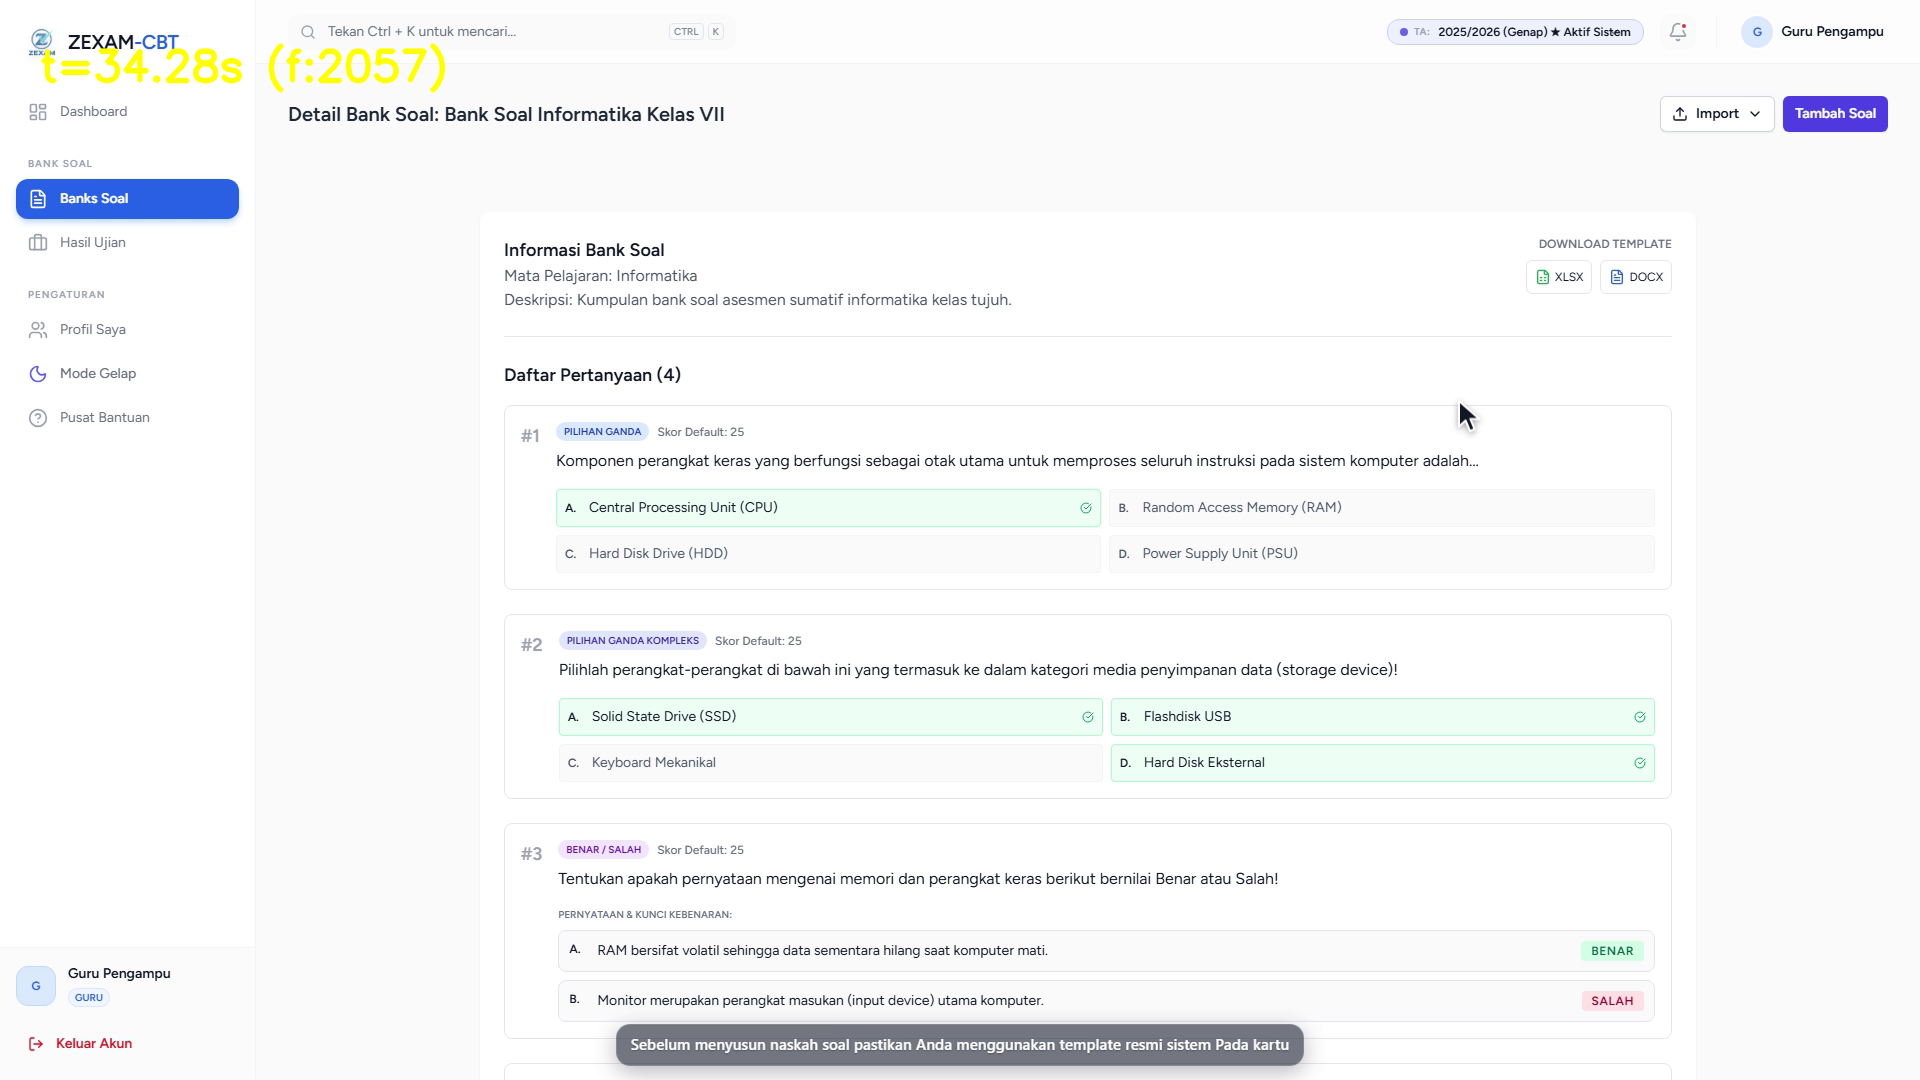 ZEXAM-CBT
Tekan Ctrl + K untuk mencari...
CTRL K
TA: 2025/2026 (Genap) ★ Aktif Sistem
G Guru Pengampu
t=34.28s (f:2057)
Dashboard
BANK SOAL
Banks Soal
Hasil Ujian
PENGATURAN
Profil Saya
Mode Gelap
Pusat Bantuan
Guru Pengampu
G
GURU
Keluar Akun
Detail Bank Soal: Bank Soal Informatika Kelas VII
Import
Tambah Soal
Informasi Bank Soal
Mata Pelajaran: Informatika
Deskripsi: Kumpulan bank soal asesmen sumatif informatika kelas tujuh.
DOWNLOAD TEMPLATE
XLSX DOCX
Daftar Pertanyaan (4)
#1 PILIHAN GANDA Skor Default: 25
Komponen perangkat keras yang berfungsi sebagai otak utama untuk memproses seluruh instruksi pada sistem komputer adalah...
A. Central Processing Unit (CPU)
B. Random Access Memory (RAM)
C. Hard Disk Drive (HDD)
D. Power Supply Unit (PSU)
#2 PILIHAN GANDA KOMPLEKS Skor Default: 25
Pilihlah perangkat-perangkat di bawah ini yang termasuk ke dalam kategori media penyimpanan data (storage device)!
A. Solid State Drive (SSD)
B. Flashdisk USB
C. Keyboard Mekanikal
D. Hard Disk Eksternal
#3 BENAR / SALAH Skor Default: 25
Tentukan apakah pernyataan mengenai memori dan perangkat keras berikut bernilai Benar atau Salah!
PERNYATAAN & KUNCI KEBENARAN:
A. RAM bersifat volatil sehingga data sementara hilang saat komputer mati. BENAR
B. Monitor merupakan perangkat masukan (input device) utama komputer. SALAH
Sebelum menyusun naskah soal pastikan Anda menggunakan template resmi sistem Pada kartu